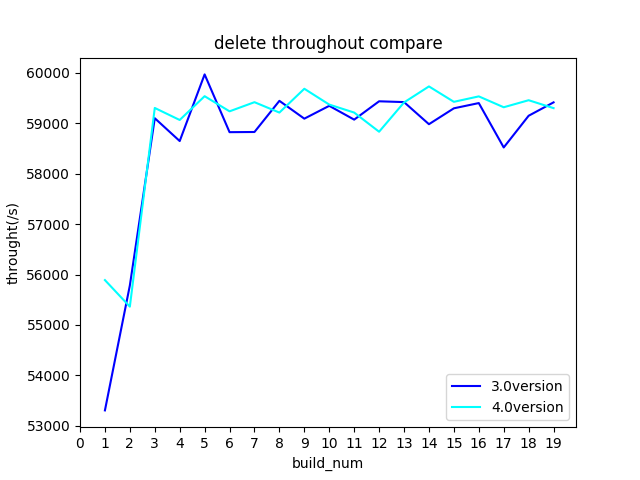 delete throughout compare
throught(/s)
60000
59000
58000
57000
56000
55000
54000
53000
0 1 2 3 4 5 6 7 8 9 10 11 12 13 14 15 16 17 18 19
build_num
3.0version
4.0version